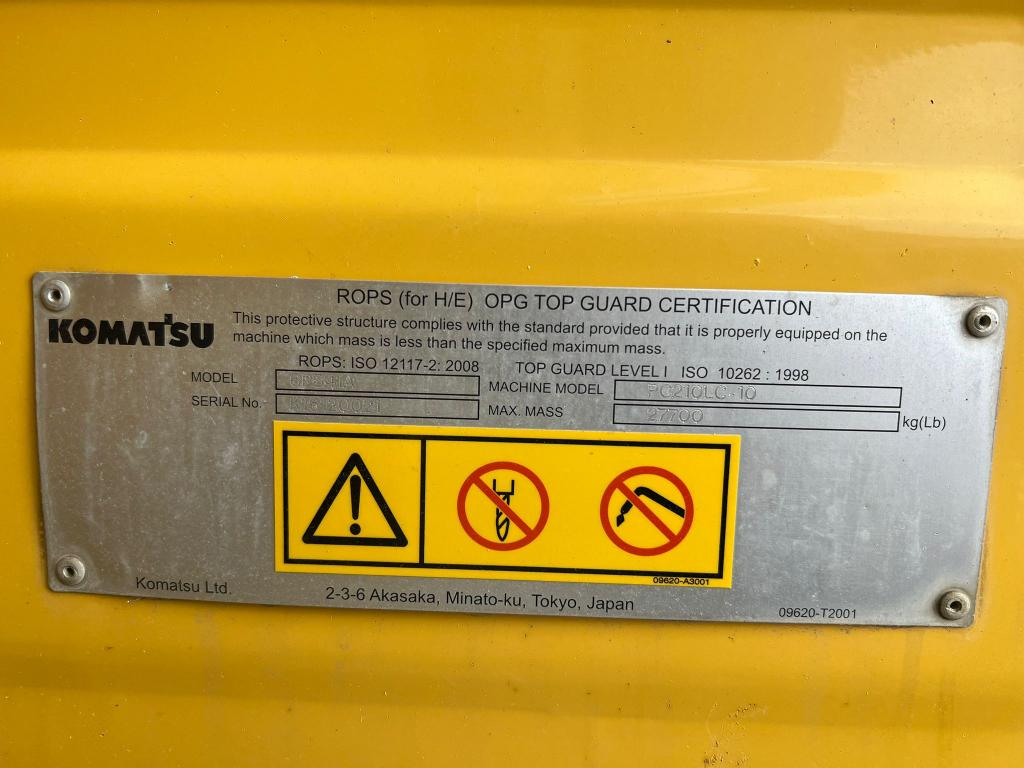 ROPS (for H/E) OPG TOP GUARD CERTIFICATION
KOMATSU
This protective structure complies with the standard provided that it is properly equipped on the
machine which mass is less than the specified maximum mass.
ROPS: ISO 12117-2: 2008 TOP GUARD LEVEL I ISO 10262 : 1998
MODEL MACHINE MODEL PC210LC-10
SERIAL No. MAX. MASS 27700 kg(Lb)
09620-A3001
Komatsu Ltd. 2-3-6 Akasaka, Minato-ku, Tokyo, Japan 09620-T2001